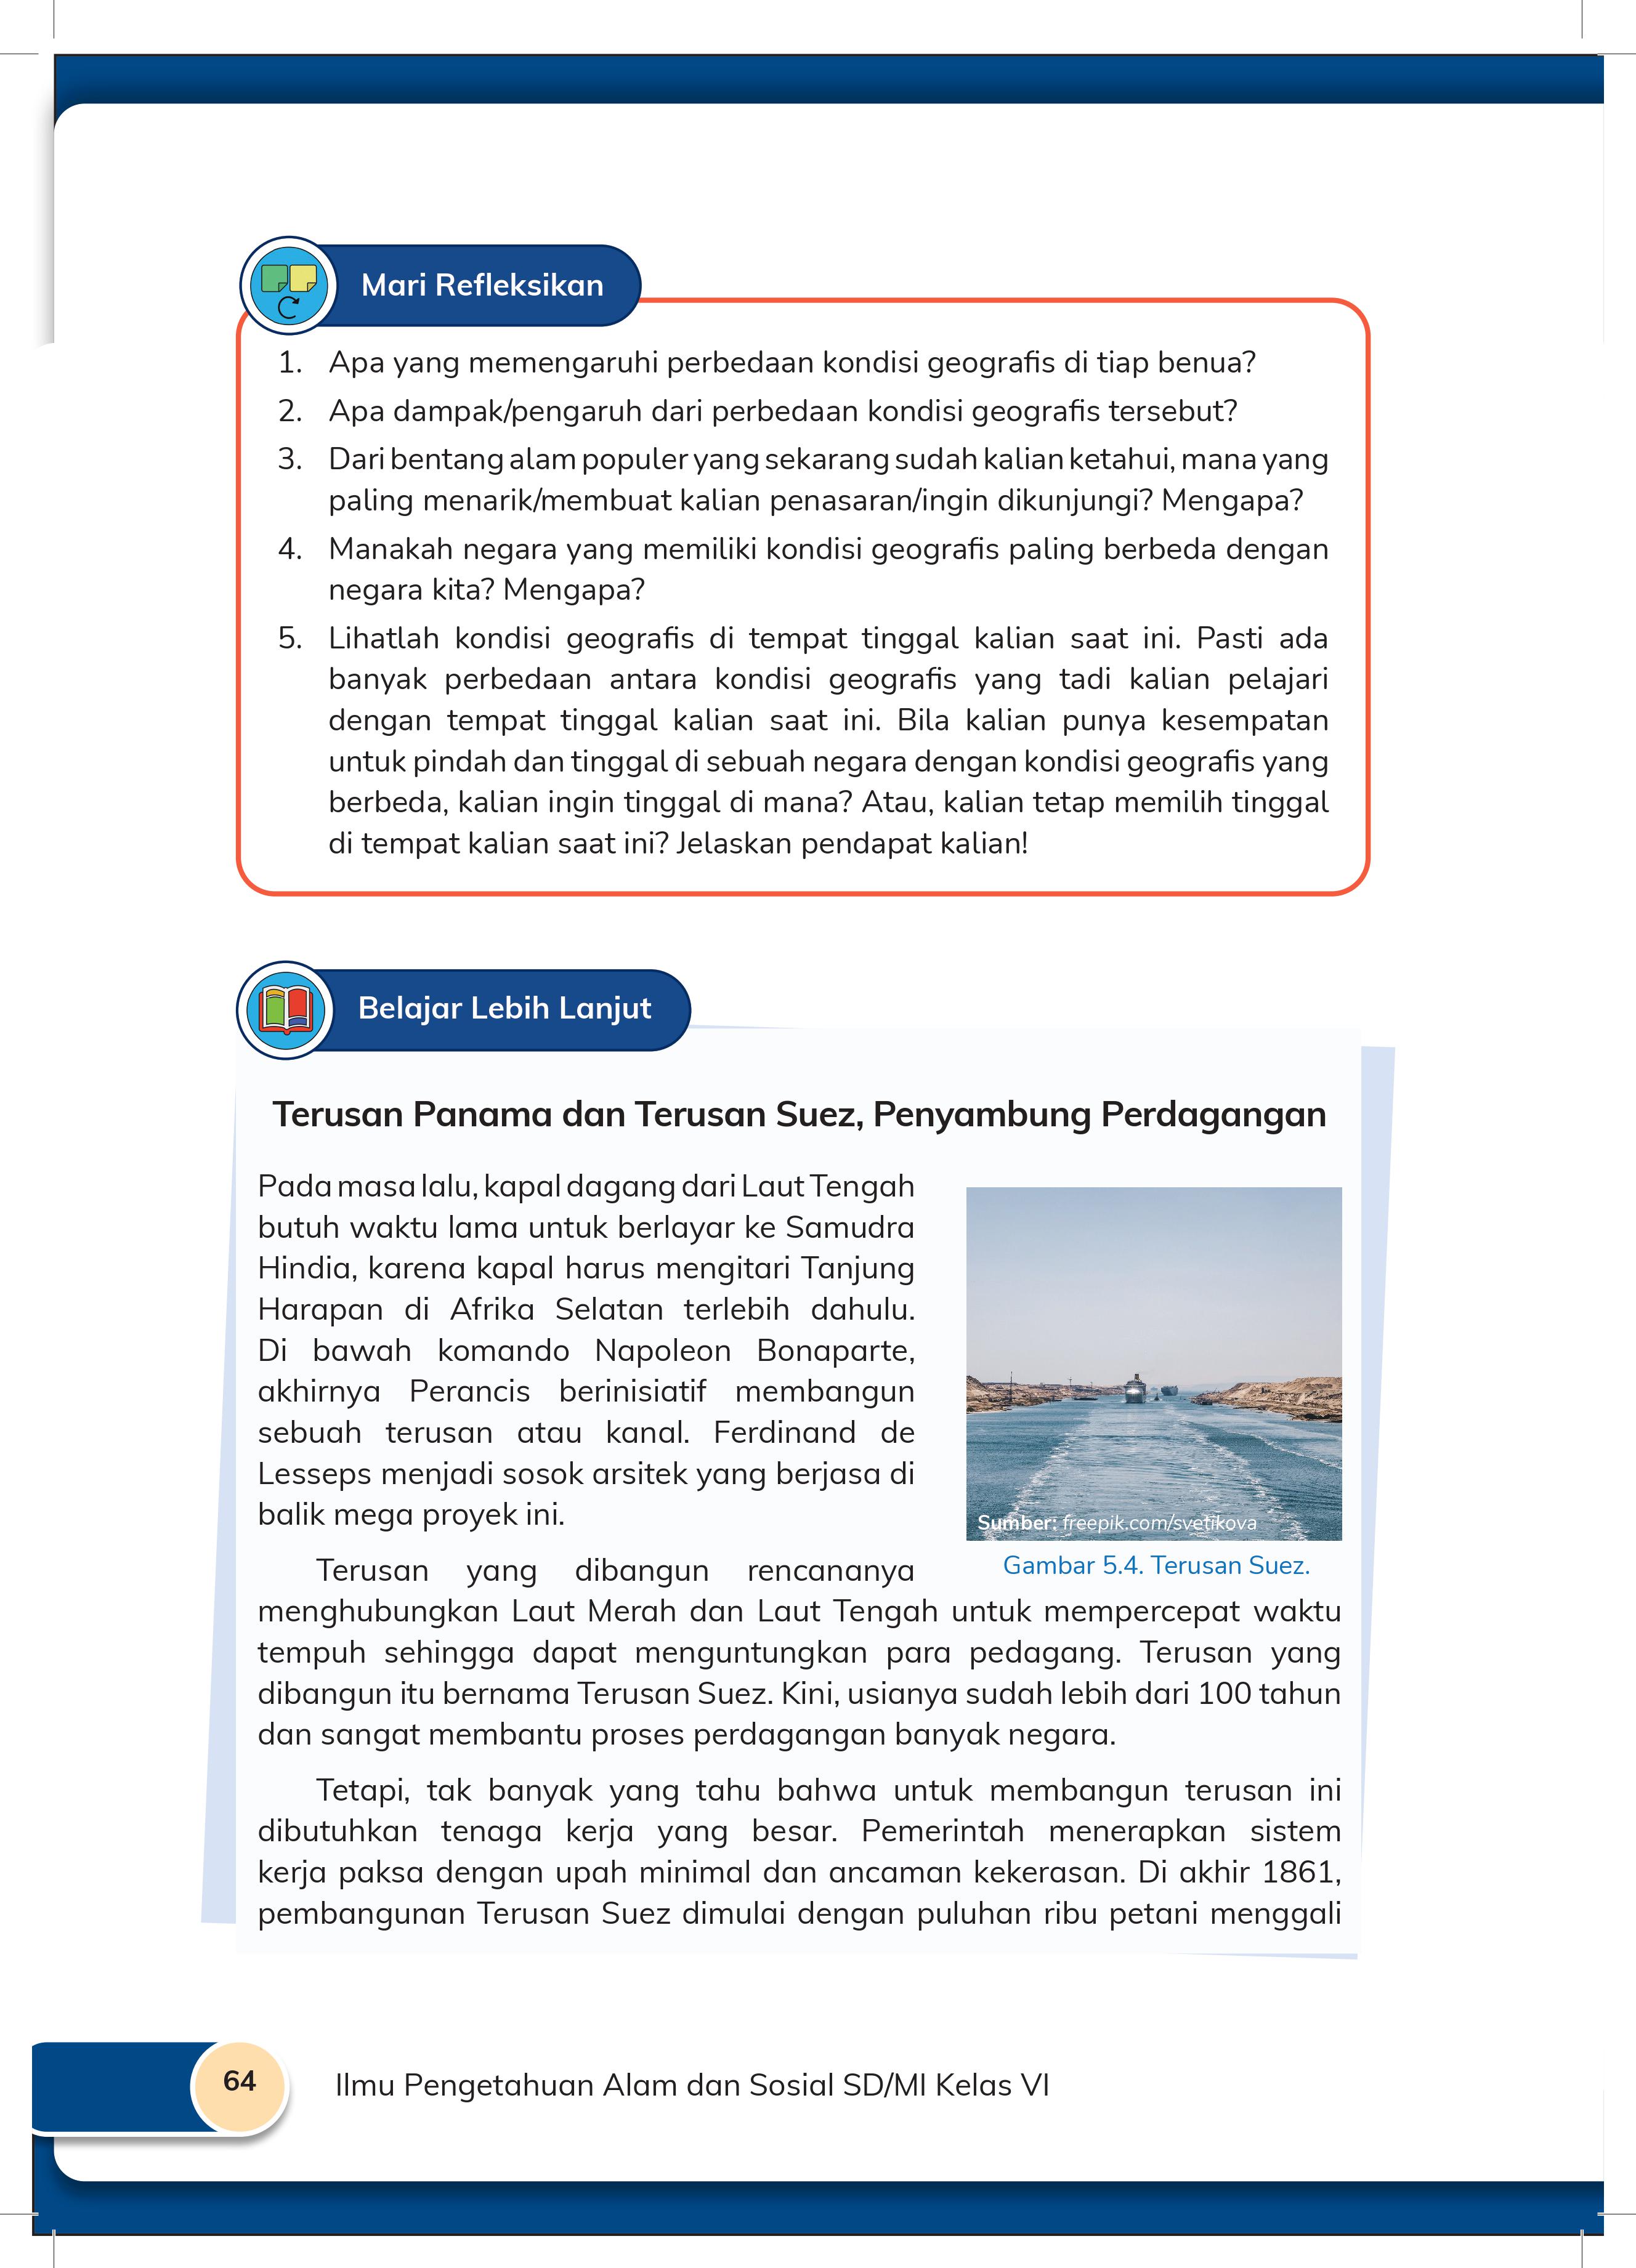 Mari Refleksikan
1. Apa yang memengaruhi perbedaan kondisi geografis di tiap benua?
2. Apa dampak/pengaruh dari perbedaan kondisi geografis tersebut?
3. Dari bentang alam populer yang sekarang sudah kalian ketahui, mana yang
paling menarik/membuat kalian penasaran/ingin dikunjungi? Mengapa?
4. Manakah negara yang memiliki kondisi geografis paling berbeda dengan
negara kita? Mengapa?
5. Lihatlah kondisi geografis di tempat tinggal kalian saat ini. Pasti ada
banyak perbedaan antara kondisi geografis yang tadi kalian pelajari
dengan tempat tinggal kalian saat ini. Bila kalian punya kesempatan
untuk pindah dan tinggal di sebuah negara dengan kondisi geografis yang
berbeda, kalian ingin tinggal di mana? Atau, kalian tetap memilih tinggal
di tempat kalian saat ini? Jelaskan pendapat kalian!
Belajar Lebih Lanjut
Terusan Panama dan Terusan Suez, Penyambung Perdagangan
Pada masa lalu, kapal dagang dari Laut Tengah
butuh waktu lama untuk berlayar ke Samudra
Hindia, karena kapal harus mengitari Tanjung
Harapan di Afrika Selatan terlebih dahulu.
Di bawah komando Napoleon Bonaparte,
akhirnya Perancis berinisiatif membangun
sebuah terusan atau kanal. Ferdinand de
Lesseps menjadi sosok arsitek yang berjasa di
balik mega proyek ini.
Sumber: freepik.com/svetikova
Gambar 5.4. Terusan Suez.
Terusan yang dibangun rencananya
menghubungkan Laut Merah dan Laut Tengah untuk mempercepat waktu
tempuh sehingga dapat menguntungkan para pedagang. Terusan yang
dibangun itu bernama Terusan Suez. Kini, usianya sudah lebih dari 100 tahun
dan sangat membantu proses perdagangan banyak negara.
Tetapi, tak banyak yang tahu bahwa untuk membangun terusan ini
dibutuhkan tenaga kerja yang besar. Pemerintah menerapkan sistem
kerja paksa dengan upah minimal dan ancaman kekerasan. Di akhir 1861,
pembangunan Terusan Suez dimulai dengan puluhan ribu petani menggali
64
Ilmu Pengetahuan Alam dan Sosial SD/MI Kelas VI